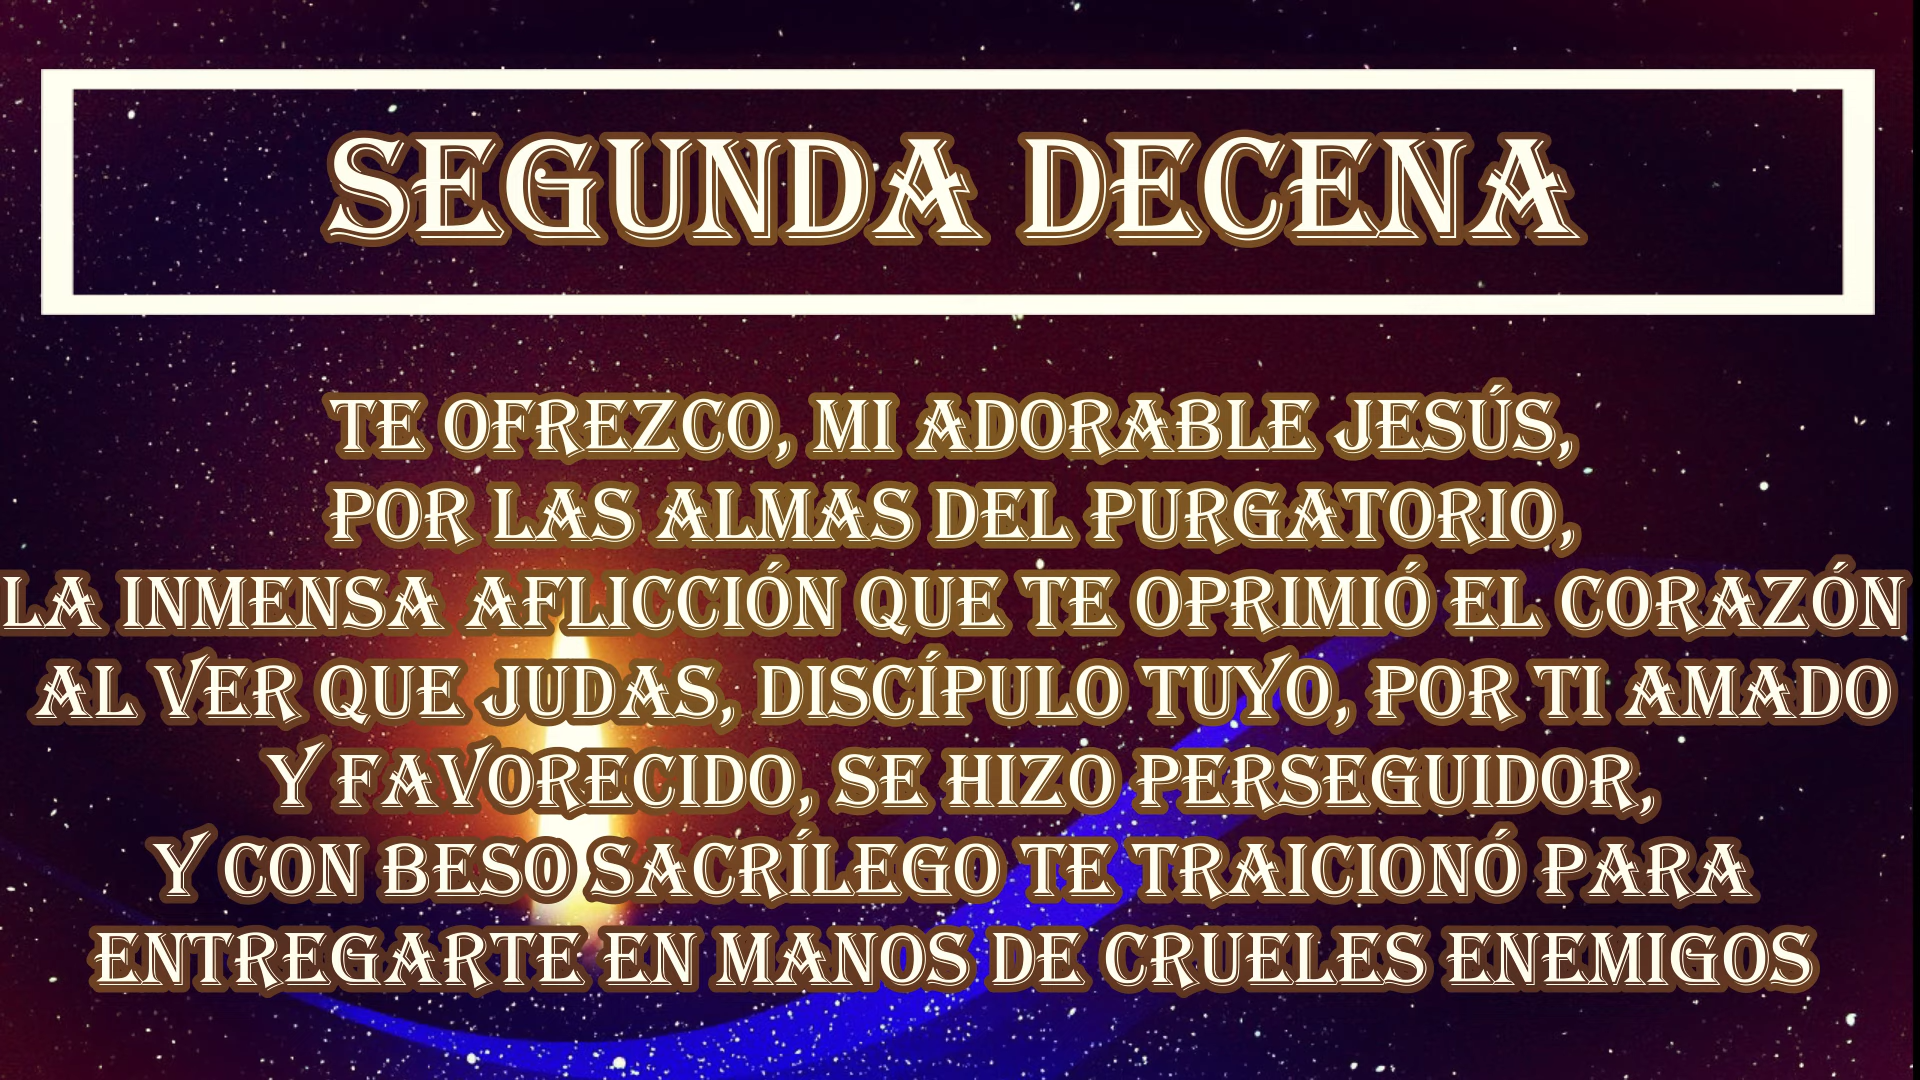 SEGUNDA DECENA
TE OFREZCO, MI ADORABLE JESÚS,
POR LAS ALMAS DEL PURGATORIO,
LA INMENSA AFLICCIÓN QUE TE OPRIMIÓ EL CORAZÓN
AL VER QUE JUDAS, DISCÍPULO TUYO, POR TI AMADO
Y FAVORECIDO, SE HIZO PERSEGUIDOR,
Y CON BESO SACRÍLEGO TE TRAICIONÓ PARA
ENTREGARTE EN MANOS DE CRUELES ENEMIGOS